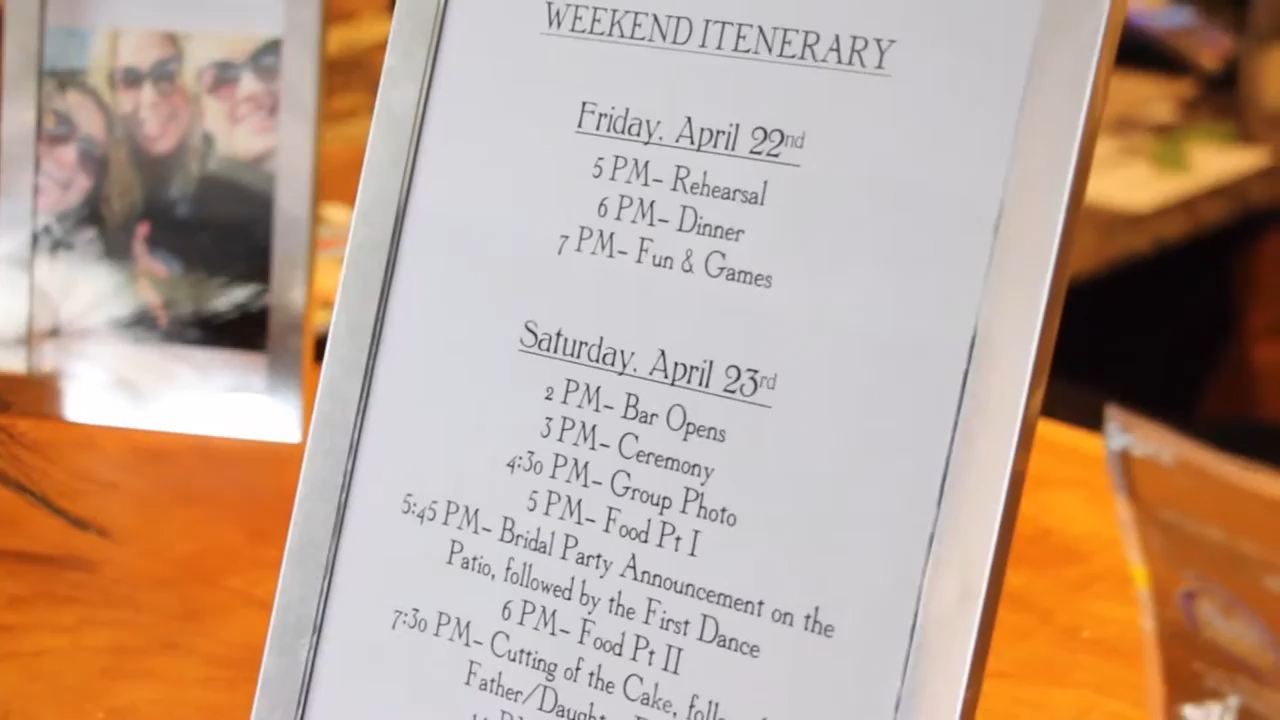 WEEKEND ITENERARY
Friday, April 22nd
5 PM- Rehearsal
6 PM- Dinner
7 PM- Fun & Games
Saturday, April 23rd
2 PM- Bar Opens
3 PM- Ceremony
4:30 PM- Group Photo
5 PM- Food Pt I
5:45 PM- Bridal Party Announcement on the
Patio, followed by the First Dance
6 PM- Food Pt II
7:30 PM- Cutting of the Cake,